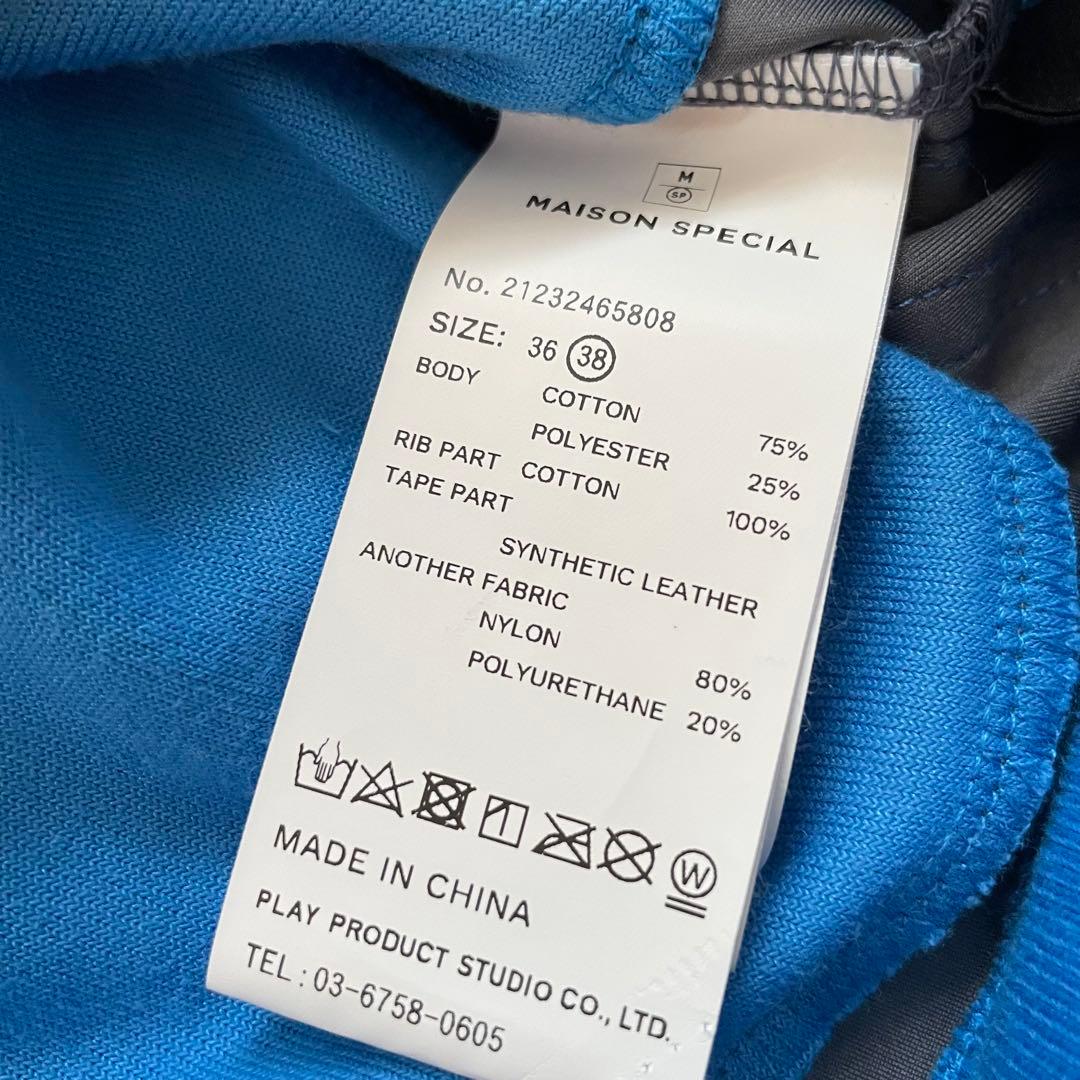 M
SP
MAISON SPECIAL
No. 21232465808
SIZE: 36 38
BODY
COTTON 75%
POLYESTER 25%
RIB PART COTTON 100%
TAPE PART
SYNTHETIC LEATHER
ANOTHER FABRIC
NYLON 80%
POLYURETHANE 20%
W
MADE IN CHINA
PLAY PRODUCT STUDIO CO., LTD.
TEL : 03-6758-0605